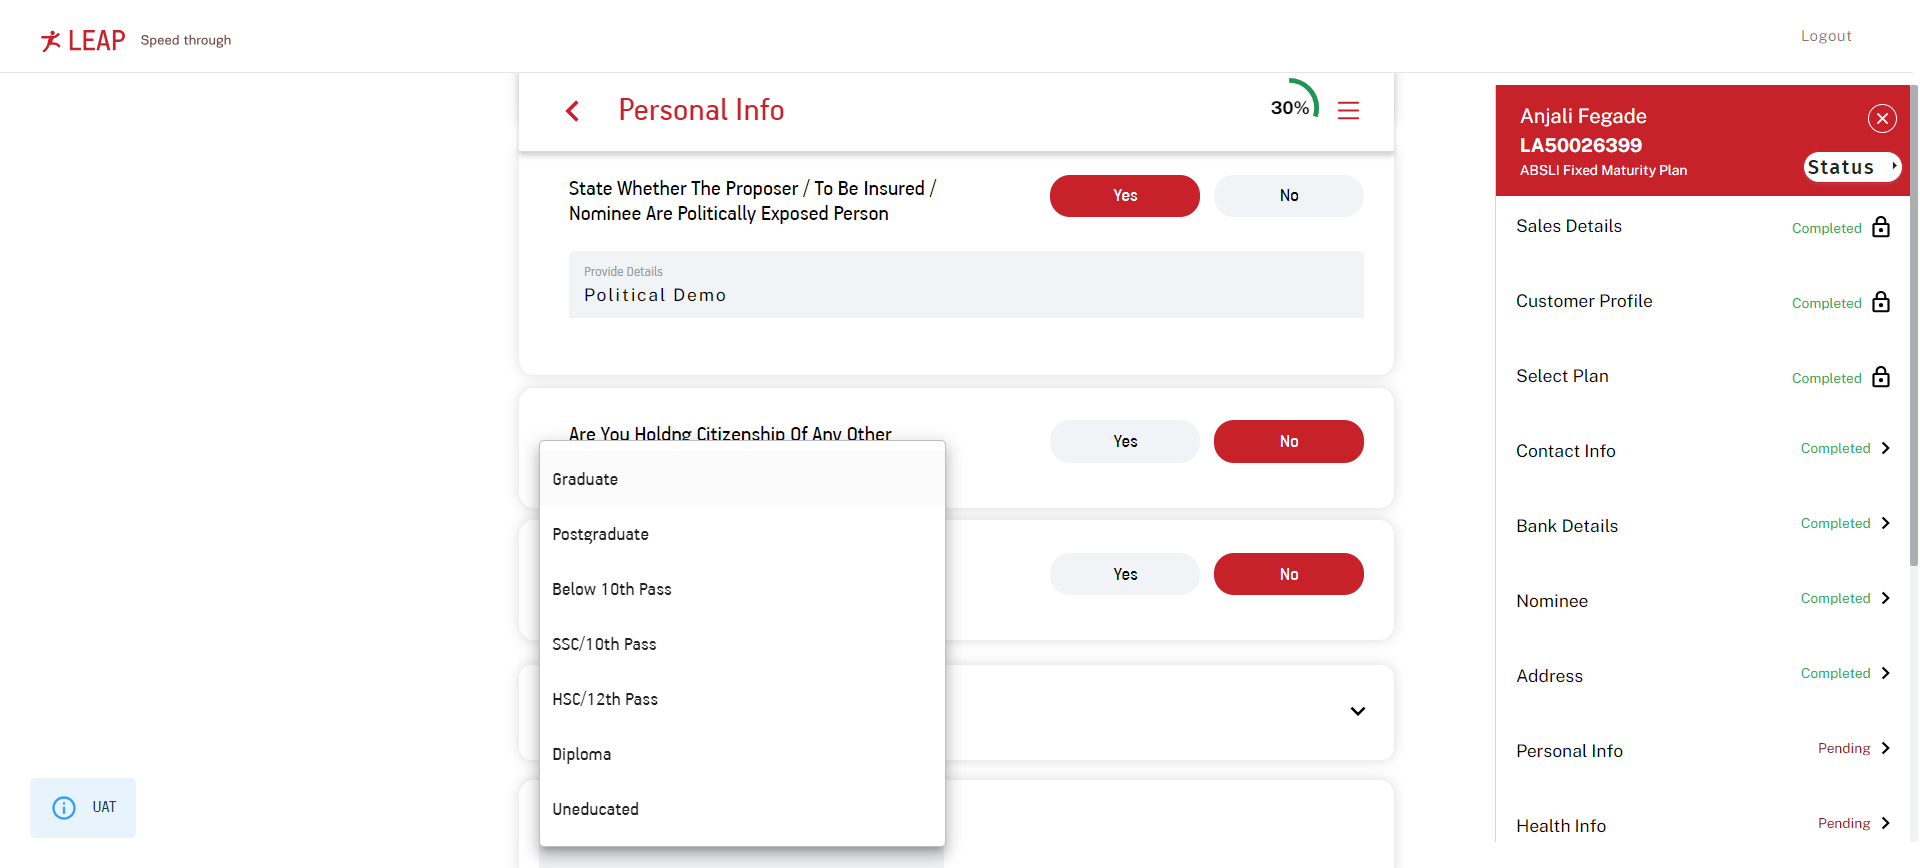 LEAP Speed through
Logout
Personal Info
30%
State Whether The Proposer / To Be Insured /
Nominee Are Politically Exposed Person
Yes
No
Provide Details
Political Demo
Are You Holdng Citizenship Of Any Other
Yes
No
Graduate
Postgraduate
Below 10th Pass
SSC/10th Pass
HSC/12th Pass
Diploma
Uneducated
Yes
No
UAT
Anjali Fegade
LA50026399
ABSLI Fixed Maturity Plan
Status
Sales Details Completed
Customer Profile Completed
Select Plan Completed
Contact Info Completed
Bank Details Completed
Nominee Completed
Address Completed
Personal Info Pending
Health Info Pending